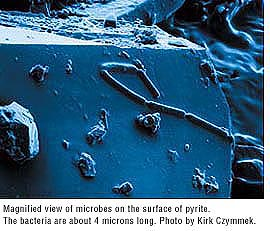 Magnified view of microbes on the surface of pyrite.
The bacteria are about 4 microns long. Photo by Kirk Czymmek.